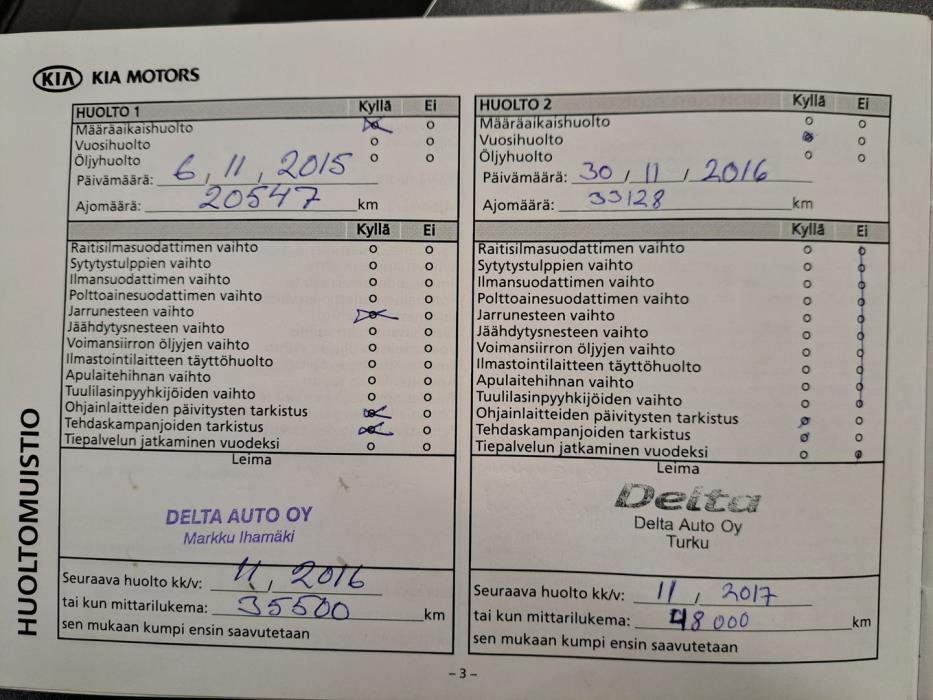 KIA KIA MOTORS
HUOLTOMUISTIO
HUOLTO 1 Kyllä Ei
Määräaikaishuolto
Vuosihuolto
Öljyhuolto
Päivämäärä: 6, 11, 2015
Ajomäärä: 20547 km
Kyllä Ei
Raitisilmasuodattimen vaihto
Sytytystulppien vaihto
Ilmansuodattimen vaihto
Polttoainesuodattimen vaihto
Jarrunesteen vaihto
Jäähdytysnesteen vaihto
Voimansiirron öljyjen vaihto
Ilmastointilaitteen täyttöhuolto
Apulaitehihnan vaihto
Tuulilasinpyyhkijöiden vaihto
Ohjainlaitteiden päivitysten tarkistus
Tehdaskampanjoiden tarkistus
Tiepalvelun jatkaminen vuodeksi
Leima
DELTA AUTO OY
Markku Ihamäki
Seuraava huolto kk/v: 11, 2016
tai kun mittarilukema: 35500 km
sen mukaan kumpi ensin saavutetaan
HUOLTO 2 Kyllä Ei
Määräaikaishuolto
Vuosihuolto
Öljyhuolto
Päivämäärä: 30, 11, 2016
Ajomäärä: 33128 km
Kyllä Ei
Raitisilmasuodattimen vaihto
Sytytystulppien vaihto
Ilmansuodattimen vaihto
Polttoainesuodattimen vaihto
Jarrunesteen vaihto
Jäähdytysnesteen vaihto
Voimansiirron öljyjen vaihto
Ilmastointilaitteen täyttöhuolto
Apulaitehihnan vaihto
Tuulilasinpyyhkijöiden vaihto
Ohjainlaitteiden päivitysten tarkistus
Tehdaskampanjoiden tarkistus
Tiepalvelun jatkaminen vuodeksi
Leima
Delta
Delta Auto Oy
Turku
Seuraava huolto kk/v: 11, 2017
tai kun mittarilukema: 48000 km
sen mukaan kumpi ensin saavutetaan
- 3 -